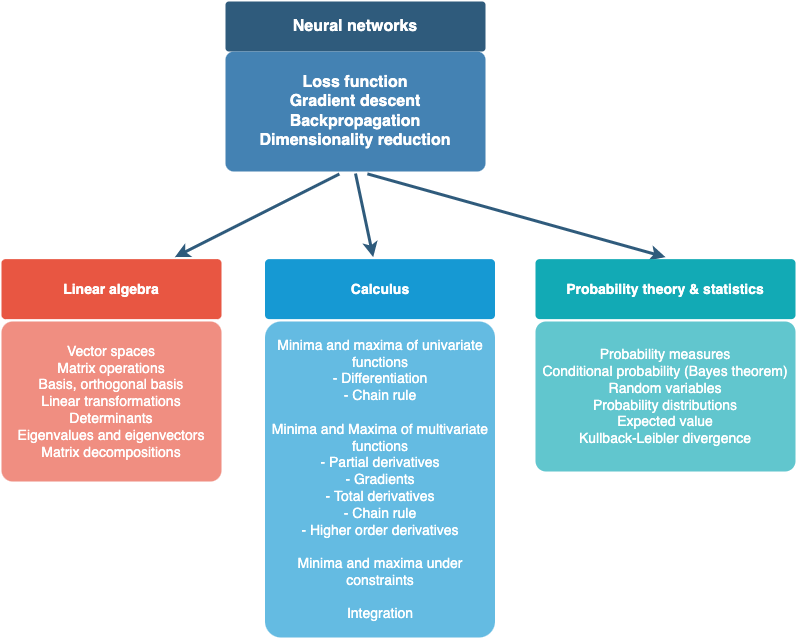 Neural networks
Loss function
Gradient descent
Backpropagation
Dimensionality reduction
Linear algebra
Vector spaces
Matrix operations
Basis, orthogonal basis
Linear transformations
Determinants
Eigenvalues and eigenvectors
Matrix decompositions
Calculus
Minima and maxima of univariate
functions
- Differentiation
- Chain rule
Minima and Maxima of multivariate
functions
- Partial derivatives
- Gradients
- Total derivatives
- Chain rule
- Higher order derivatives
Minima and maxima under
constraints
Integration
Probability theory & statistics
Probability measures
Conditional probability (Bayes theorem)
Random variables
Probability distributions
Expected value
Kullback-Leibler divergence